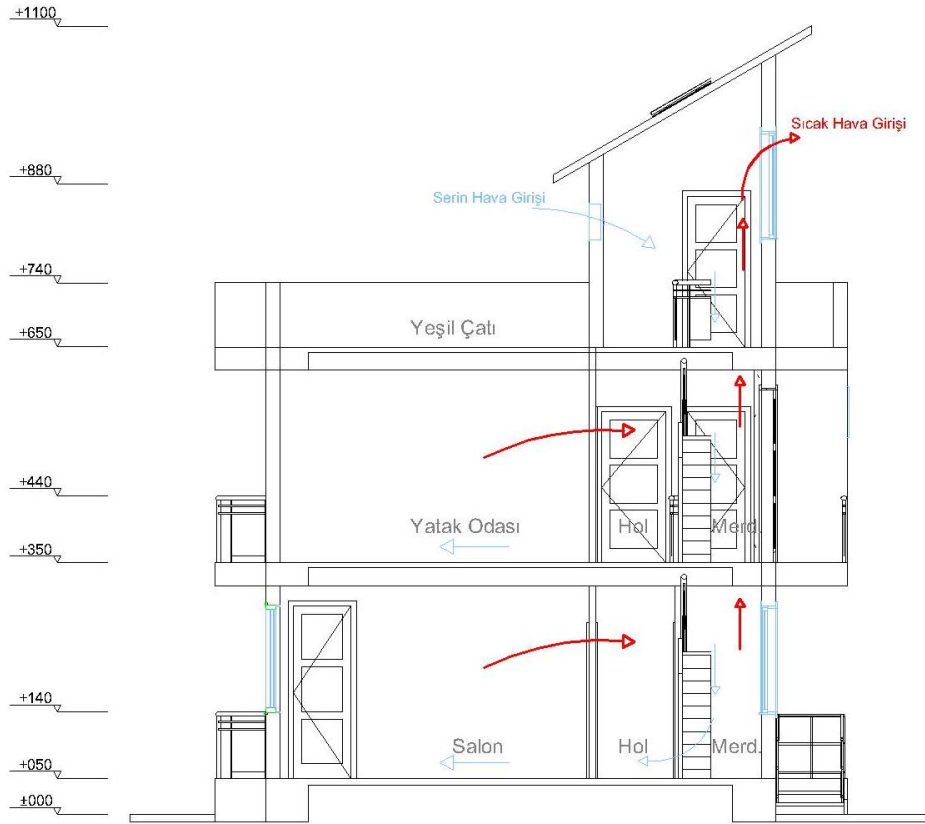 +1100
Sıcak Hava Girişi
+880
Serin Hava Girişi
+740
+650
Yeşil Çatı
+440
Yatak Odası
Hol
Merd.
+350
+140
Salon
Hol
Merd.
+050
±000